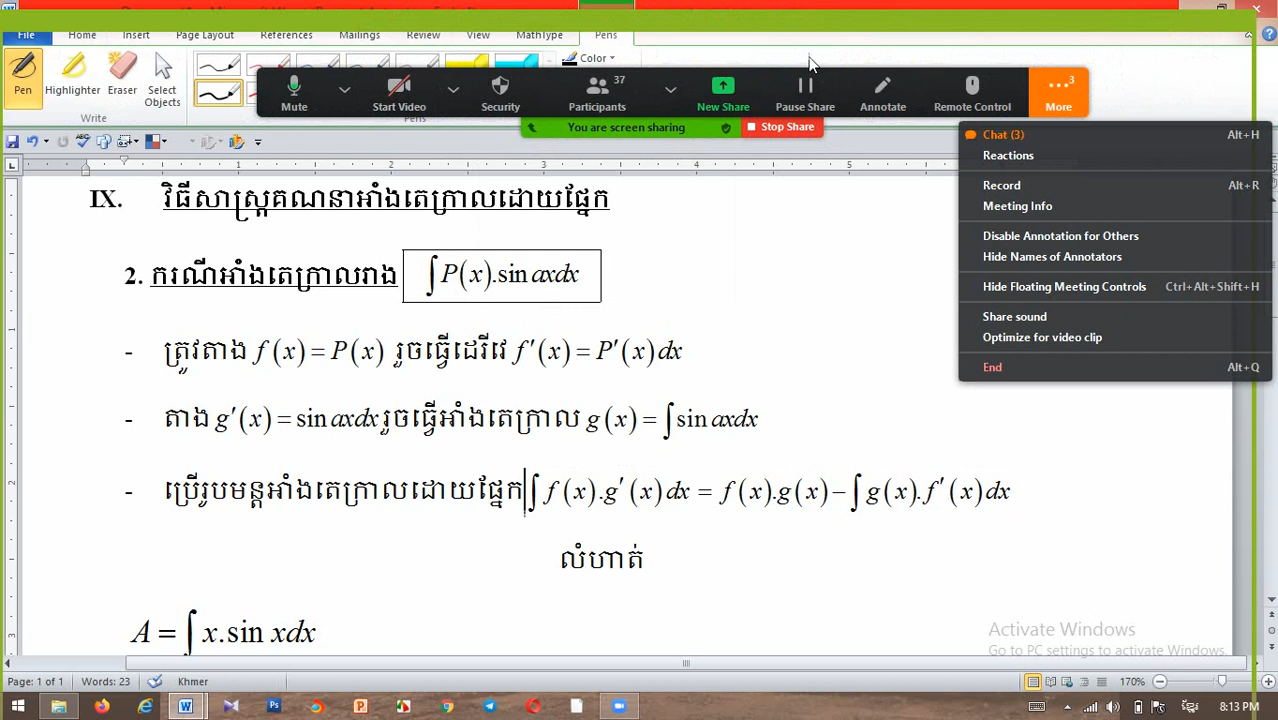 File Home Insert Page Layout References Mailings Review View MathType Pens
Pen Highlighter Eraser Select Objects Color
Write Pens
Mute Start Video Security Participants 37 New Share Pause Share Annotate Remote Control More 3
You are screen sharing Stop Share
Chat (3) Alt+H
Reactions
Record Alt+R
Meeting Info
Disable Annotation for Others
Hide Names of Annotators
Hide Floating Meeting Controls Ctrl+Alt+Shift+H
Share sound
Optimize for video clip
End Alt+Q
1 2 3 4 5
IX. វិធីសាស្ត្រគណនាអាំងតេក្រាលដោយផ្នែក
2. ករណីអាំងតេក្រាលរាង ∫P(x).sin axdx
- ត្រូវតាង f(x)=P(x) រួចធ្វើដេរីវេ f'(x)=P'(x)dx
- តាង g'(x)=sin axdx រួចធ្វើអាំងតេក្រាល g(x)=∫sin axdx
- ប្រើរូបមន្តអាំងតេក្រាលដោយផ្នែក ∫f(x).g'(x)dx = f(x).g(x)−∫g(x).f'(x)dx
លំហាត់
A = ∫x.sin xdx
Activate Windows
Go to PC settings to activate Windows.
Page: 1 of 1 Words: 23 Khmer 170%
8:13 PM